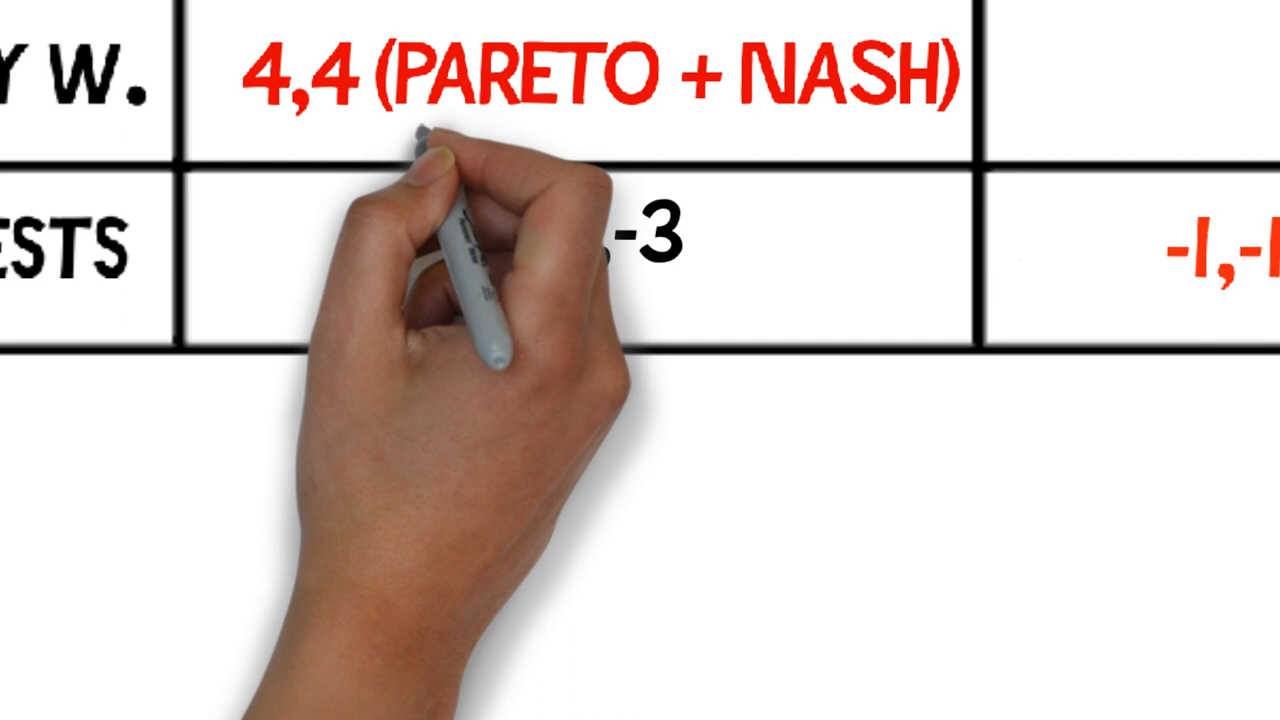 Y W. 4,4 (PARETO + NASH)
ESTS ,-3 -1,-1